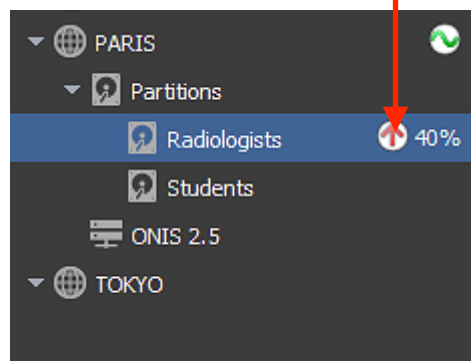 PARIS
Partitions
Radiologists 40%
Students
ONIS 2.5
TOKYO